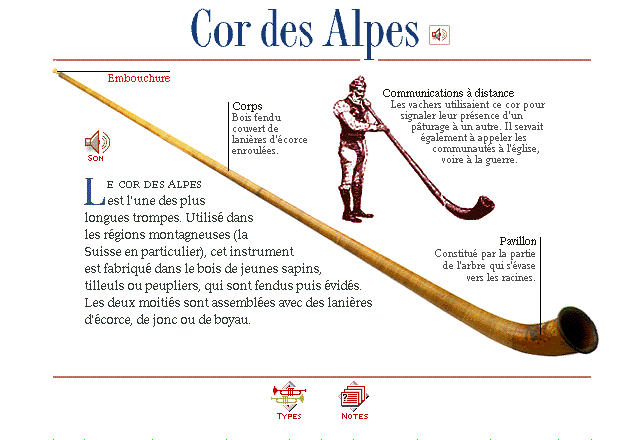 Cor des Alpes
Embouchure
Corps
Bois fendu
couvert de
lanières d'écorce
enroulées.
Communications à distance
Les vachers utilisaient ce cor pour
signaler leur présence d'un
pâturage à un autre. Il servait
également à appeler les
communautés à l'église,
voire à la guerre.
Son
LE COR DES ALPES
est l'une des plus
longues trompes. Utilisé dans
les régions montagneuses (la
Suisse en particulier), cet instrument
est fabriqué dans le bois de jeunes sapins,
tilleuls ou peupliers, qui sont fendus puis évidés.
Les deux moitiés sont assemblées avec des lanières
d'écorce, de jonc ou de boyau.
Pavillon
Constitué par la partie
de l'arbre qui s'évase
vers les racines.
Types
Notes